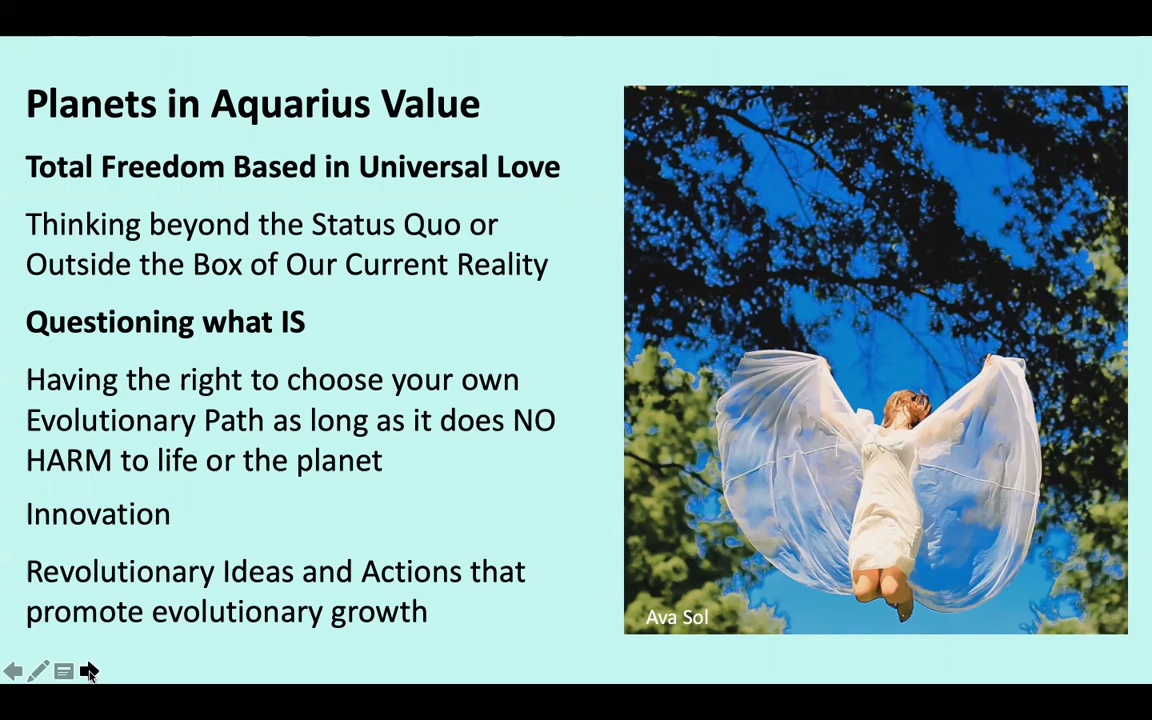 Planets in Aquarius Value
Total Freedom Based in Universal Love
Thinking beyond the Status Quo or
Outside the Box of Our Current Reality
Questioning what IS
Having the right to choose your own
Evolutionary Path as long as it does NO
HARM to life or the planet
Innovation
Revolutionary Ideas and Actions that
promote evolutionary growth
Ava Sol